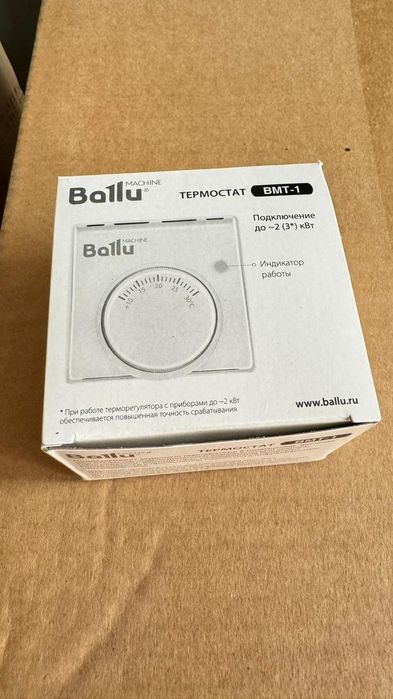 Ballu® MACHINE
ТЕРМОСТАТ BMT-1
Подключение
до ~2 (3*) кВт
Ballu MACHINE
Индикатор
работы
+10 15 20 25 30°C
* При работе терморегулятора с приборами до ~2 кВт
обеспечивается повышенная точность срабатывания
www.ballu.ru
Ballu ТЕРМОСТАТ BMT-1